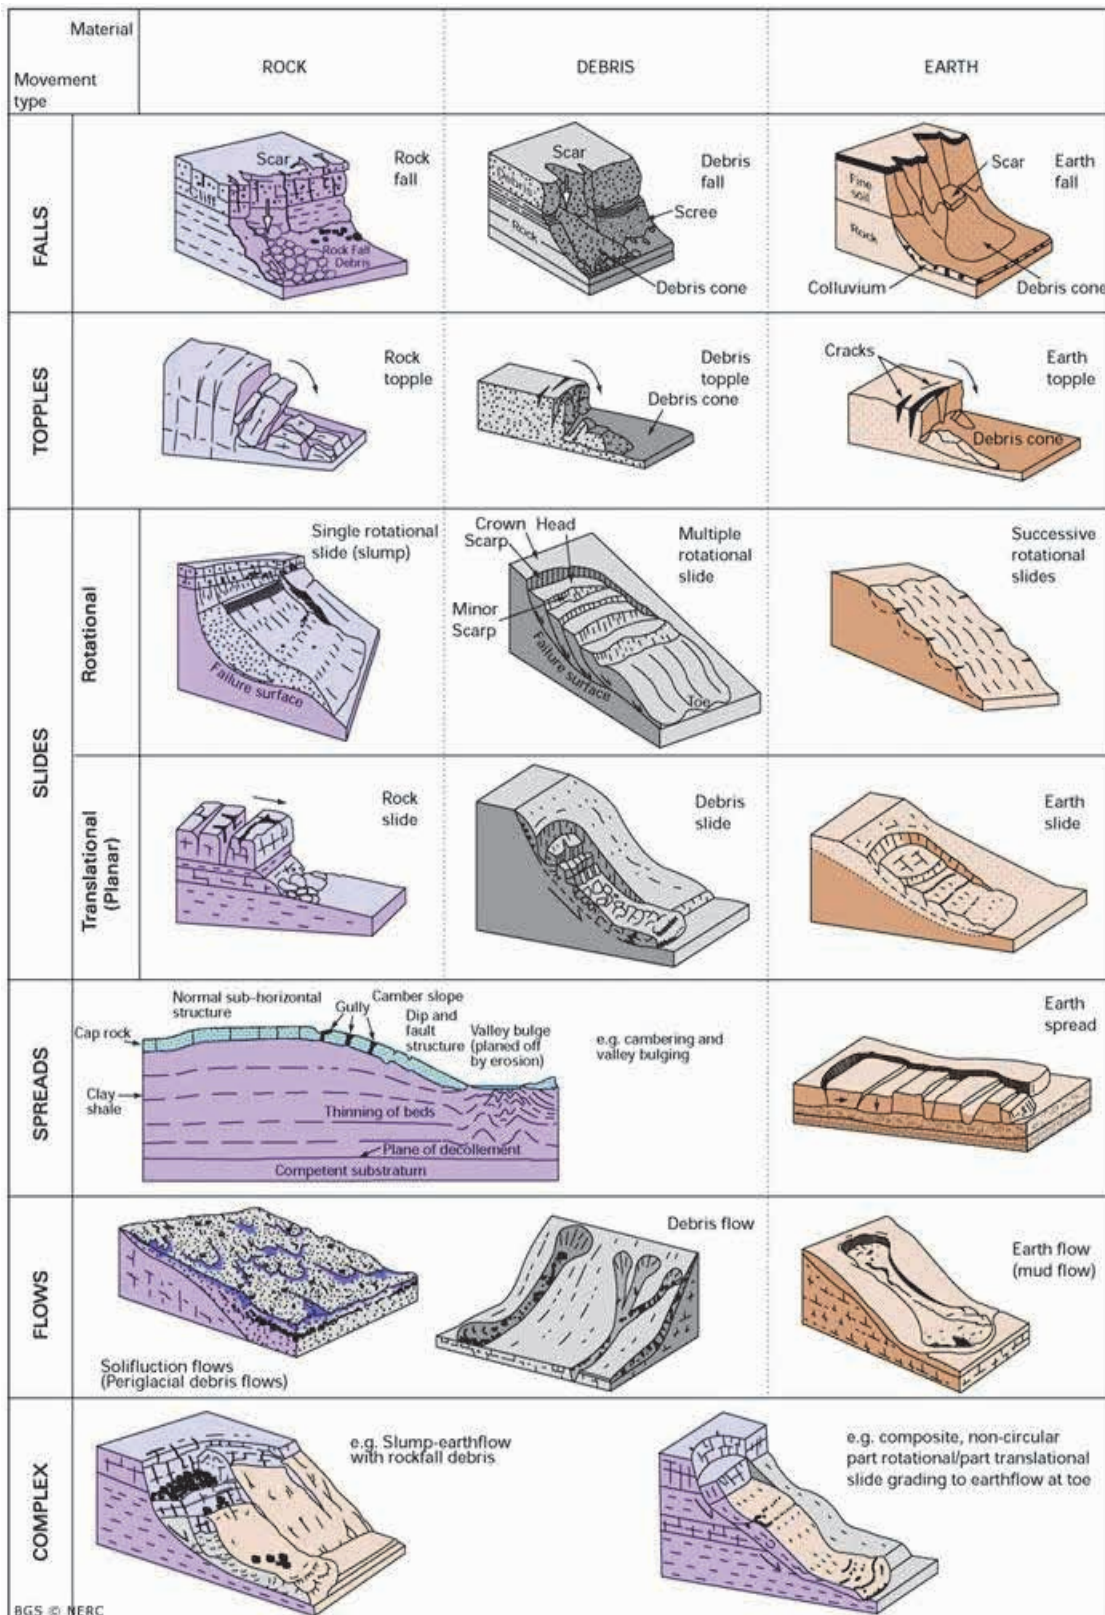 Material
Movement
type
ROCK
DEBRIS
EARTH
FALLS
Scar
Cliff
Rock Fall
Debris
Rock
fall
Scar
Debris
Rock
Debris
fall
Scree
Debris cone
Fine
soil
Rock
Scar
Earth
fall
Colluvium
Debris cone
TOPPLES
Rock
topple
Debris
topple
Debris cone
Cracks
Earth
topple
Debris cone
SLIDES
Rotational
Single rotational
slide (slump)
Failure surface
Crown
Head
Scarp
Minor
Scarp
Failure surface
Toe
Multiple
rotational
slide
Successive
rotational
slides
Translational
(Planar)
Rock
slide
Debris
slide
Earth
slide
SPREADS
Normal sub-horizontal
structure
Cap rock
Gully
Camber slope
Dip and
fault
structure
Valley bulge
(planed off
by erosion)
Clay
shale
Thinning of beds
Plane of decollement
Competent substratum
e.g. cambering and
valley bulging
Earth
spread
FLOWS
Solifluction flows
(Periglacial debris flows)
Debris flow
Earth flow
(mud flow)
COMPLEX
e.g. Slump-earthflow
with rockfall debris
e.g. composite, non-circular
part rotational/part translational
slide grading to earthflow at toe
BGS © NERC